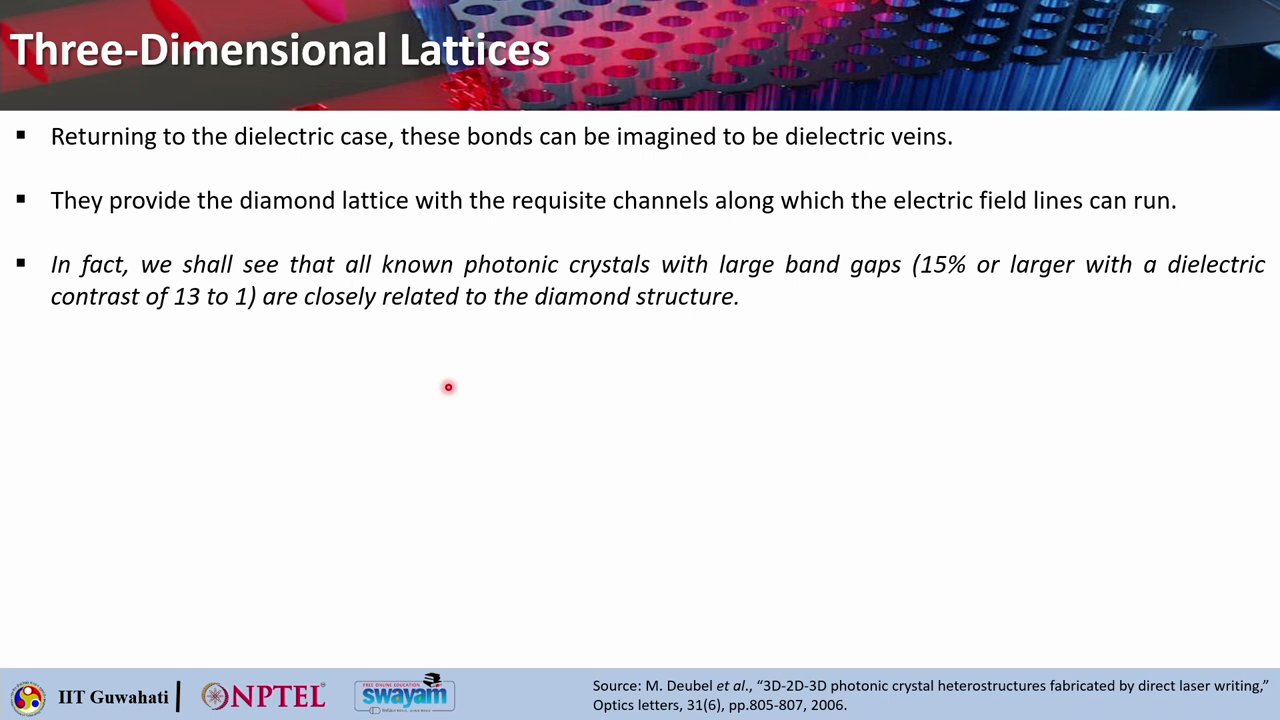 Three-Dimensional Lattices
▪ Returning to the dielectric case, these bonds can be imagined to be dielectric veins.
▪ They provide the diamond lattice with the requisite channels along which the electric field lines can run.
▪ In fact, we shall see that all known photonic crystals with large band gaps (15% or larger with a dielectric
contrast of 13 to 1) are closely related to the diamond structure.
IIT Guwahati
NPTEL
FREE ONLINE EDUCATION
swayam
Source: M. Deubel et al., “3D-2D-3D photonic crystal heterostructures fabricated by direct laser writing,”
Optics letters, 31(6), pp.805-807, 2006.